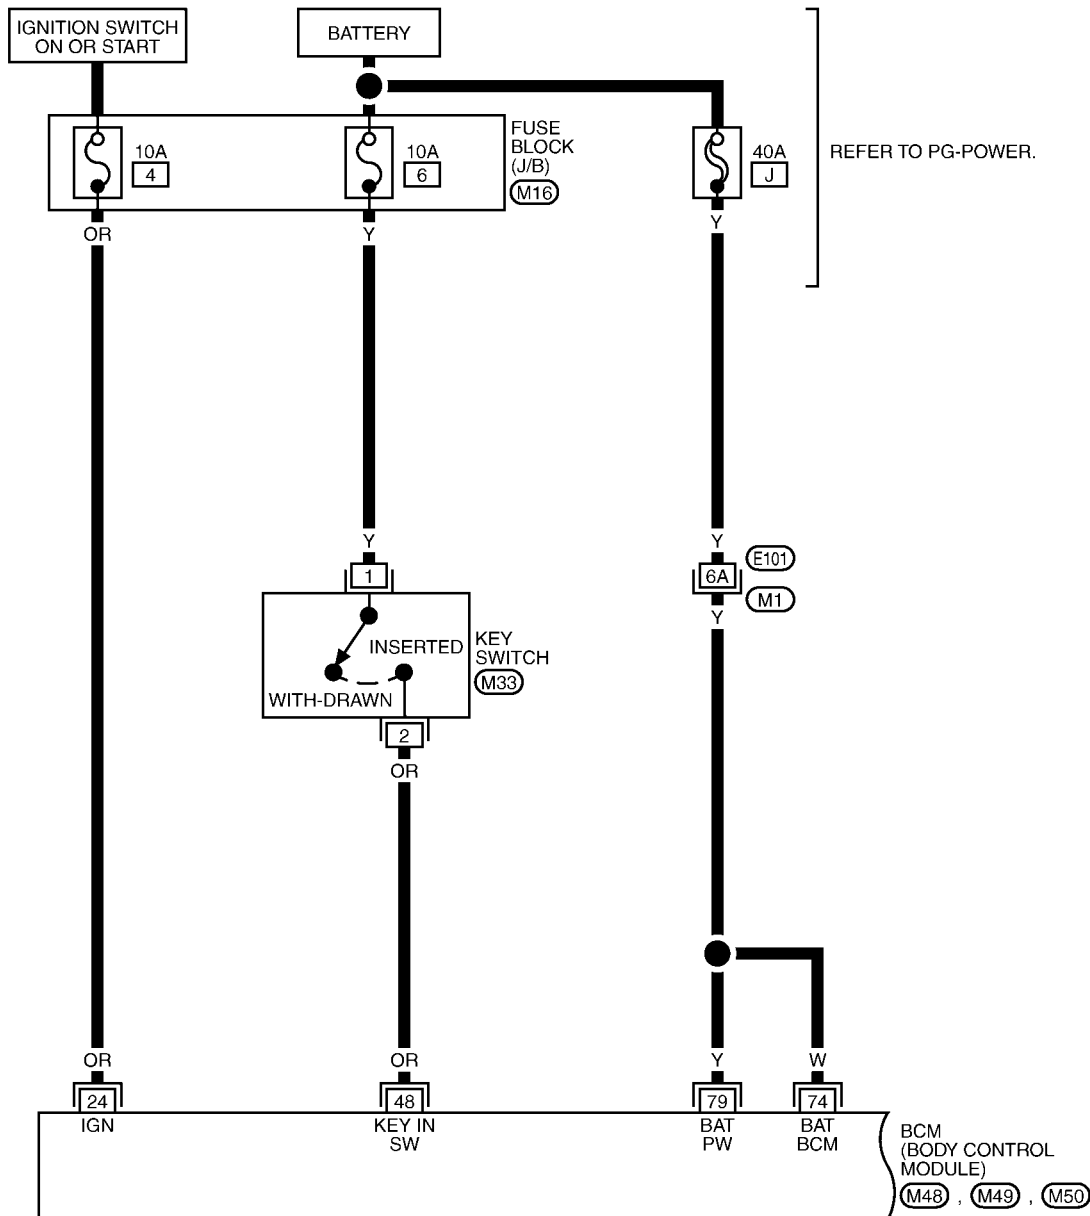 IGNITION SWITCH
ON OR START
BATTERY
10A
4
10A
6
FUSE
BLOCK
(J/B)
M16
40A
J
REFER TO PG-POWER.
OR
Y
Y
Y
Y
1
6A
E101
M1
Y
INSERTED
WITH-DRAWN
KEY
SWITCH
M33
2
OR
OR
OR
Y
W
24
48
79
74
IGN
KEY IN
SW
BAT
PW
BAT
BCM
BCM
(BODY CONTROL
MODULE)
M48 , M49 , M50